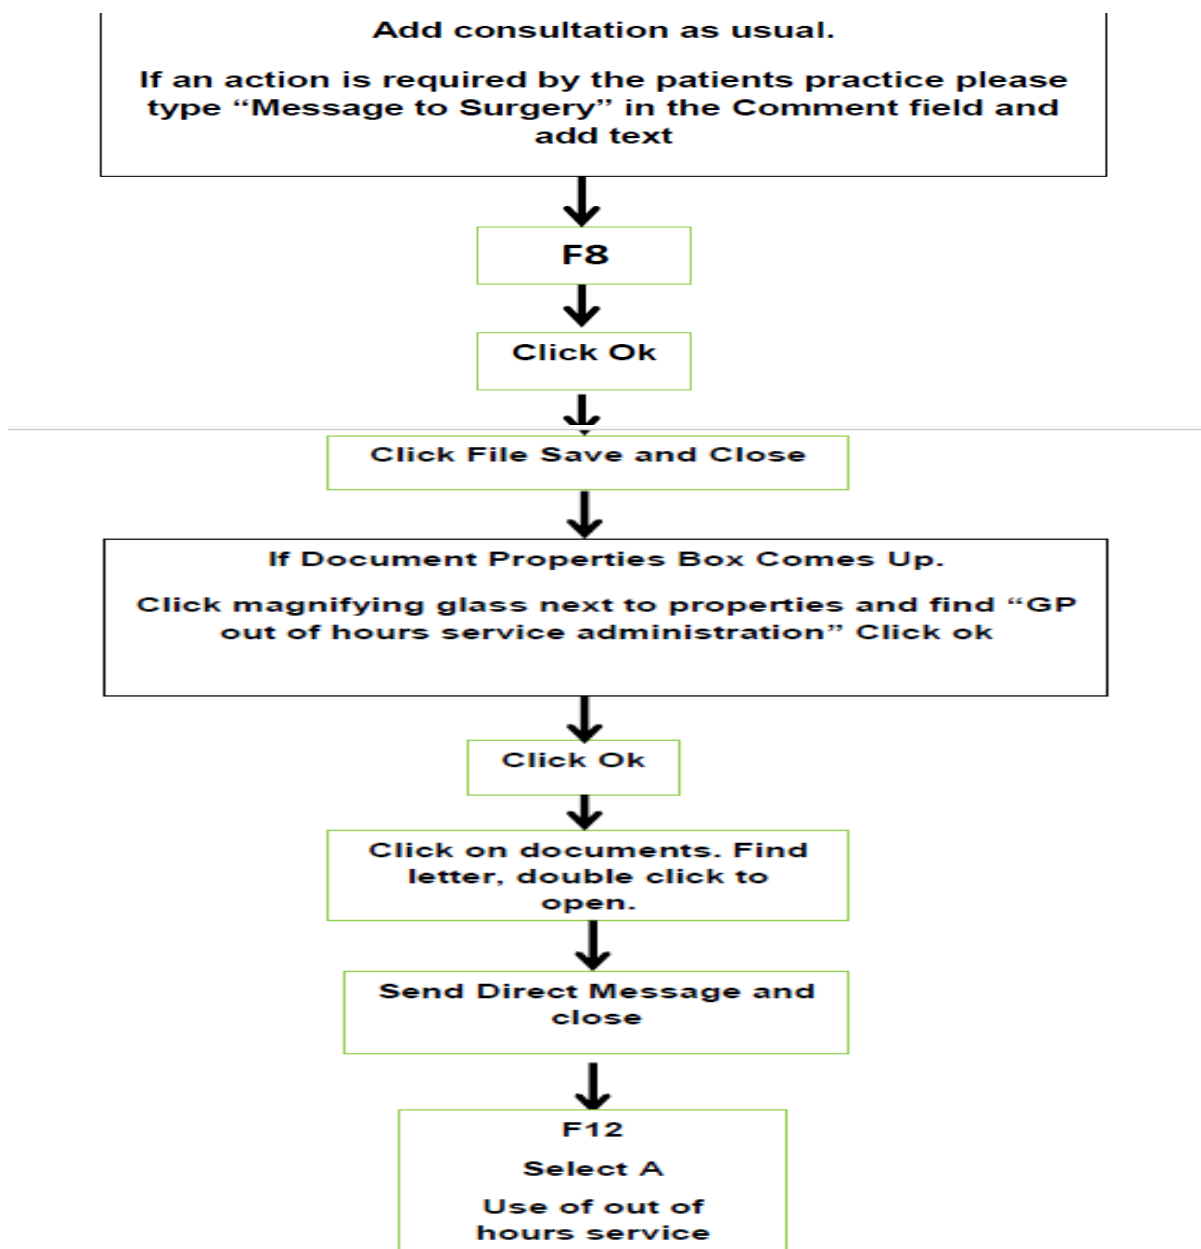 Add consultation as usual.
If an action is required by the patients practice please
type “Message to Surgery” in the Comment field and
add text
F8
Click Ok
Click File Save and Close
If Document Properties Box Comes Up.
Click magnifying glass next to properties and find “GP
out of hours service administration” Click ok
Click Ok
Click on documents. Find
letter, double click to
open.
Send Direct Message and
close
F12
Select A
Use of out of
hours service